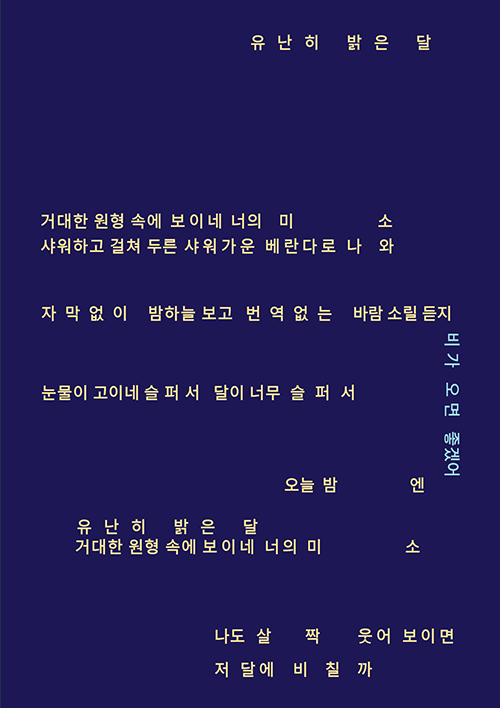 유난히 밝은 달
거대한 원형 속에 보이네 너의 미소
샤워하고 걸쳐 두른 샤워가운 베란다로 나와
자막 없이 밤하늘 보고 번역 없는 바람 소릴 듣지
비가 오면 좋겠어
눈물이 고이네 슬퍼서 달이 너무 슬퍼서
오늘 밤엔
유난히 밝은 달
거대한 원형 속에 보이네 너의 미소
나도 살짝 웃어 보이면
저 달에 비칠까